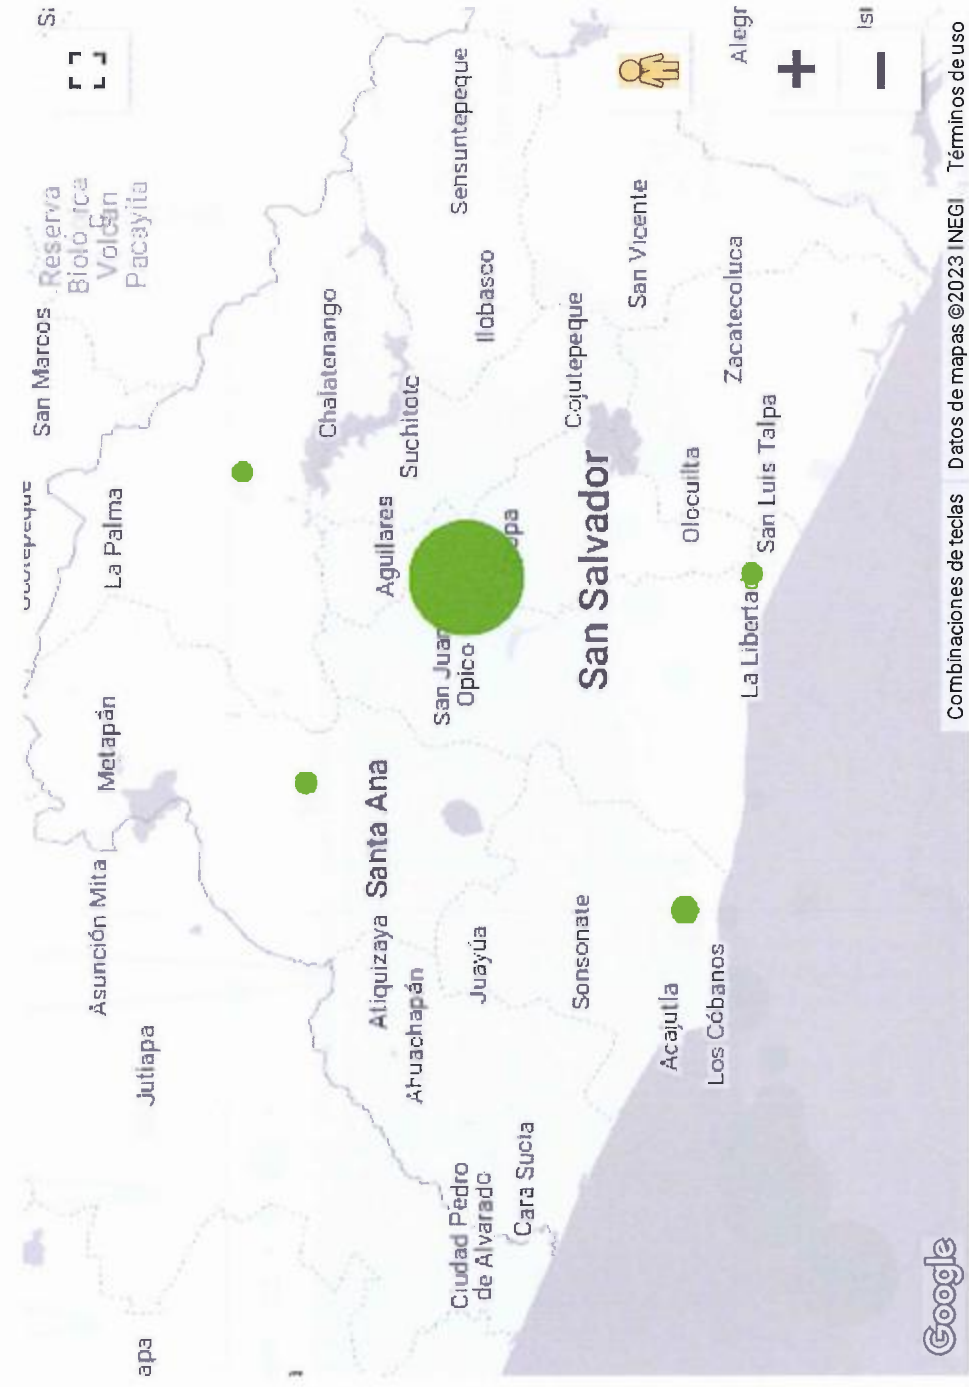 San Marcos
Reserva
Volcán
Metapán
La Palma
Asunción Mita
Jutiapa
apa
Chalatenango
Atiquizaya
Santa Ana
Aguilares
Ahuachapán
Suchitoto
San Juan
Opico
Sensuntepeque
Ciudad Pedro
de Alvarado
Juayúa
Ilobasco
opa
Cara Sucia
Sonsonate
Cojutepeque
San Salvador
San Vicente
Acajutla
Olocuilta
Los Cóbanos
Zacatecoluca
La Libertad
San Luis Talpa
Alegr
Google
Combinaciones de teclas
Datos de mapas ©2023 INEGI
Términos de uso